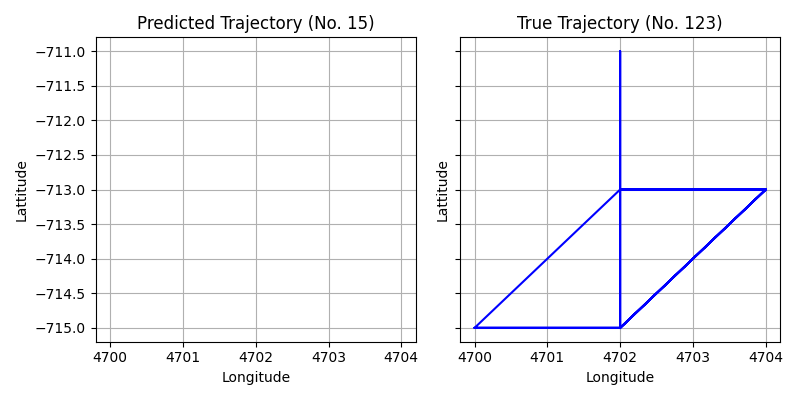 Predicted Trajectory (No. 15)
True Trajectory (No. 123)
−711.0
−711.5
−712.0
−712.5
−713.0
−713.5
−714.0
−714.5
−715.0
Lattitude
Lattitude
4700 4701 4702 4703 4704
4700 4701 4702 4703 4704
Longitude
Longitude